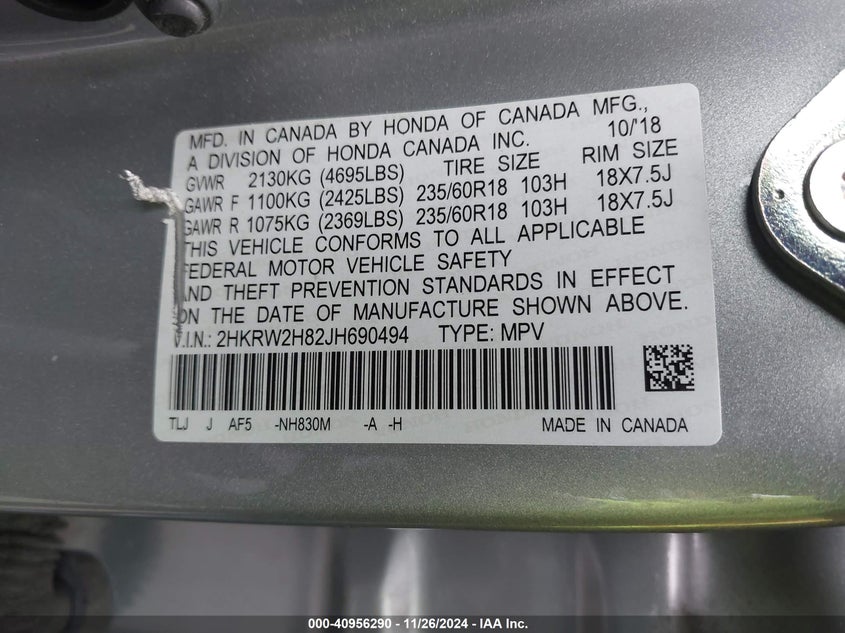 MFD. IN CANADA BY HONDA OF CANADA MFG.,
A DIVISION OF HONDA CANADA INC. 10/'18
GVWR 2130KG (4695LBS) TIRE SIZE RIM SIZE
GAWR F 1100KG (2425LBS) 235/60R18 103H 18X7.5J
GAWR R 1075KG (2369LBS) 235/60R18 103H 18X7.5J
THIS VEHICLE CONFORMS TO ALL APPLICABLE
FEDERAL MOTOR VEHICLE SAFETY
AND THEFT PREVENTION STANDARDS IN EFFECT
ON THE DATE OF MANUFACTURE SHOWN ABOVE.
V.I.N.: 2HKRW2H82JH690494 TYPE: MPV
TLJ J AF5 -NH830M -A -H MADE IN CANADA
000-40956290 - 11/26/2024 - IAA Inc.